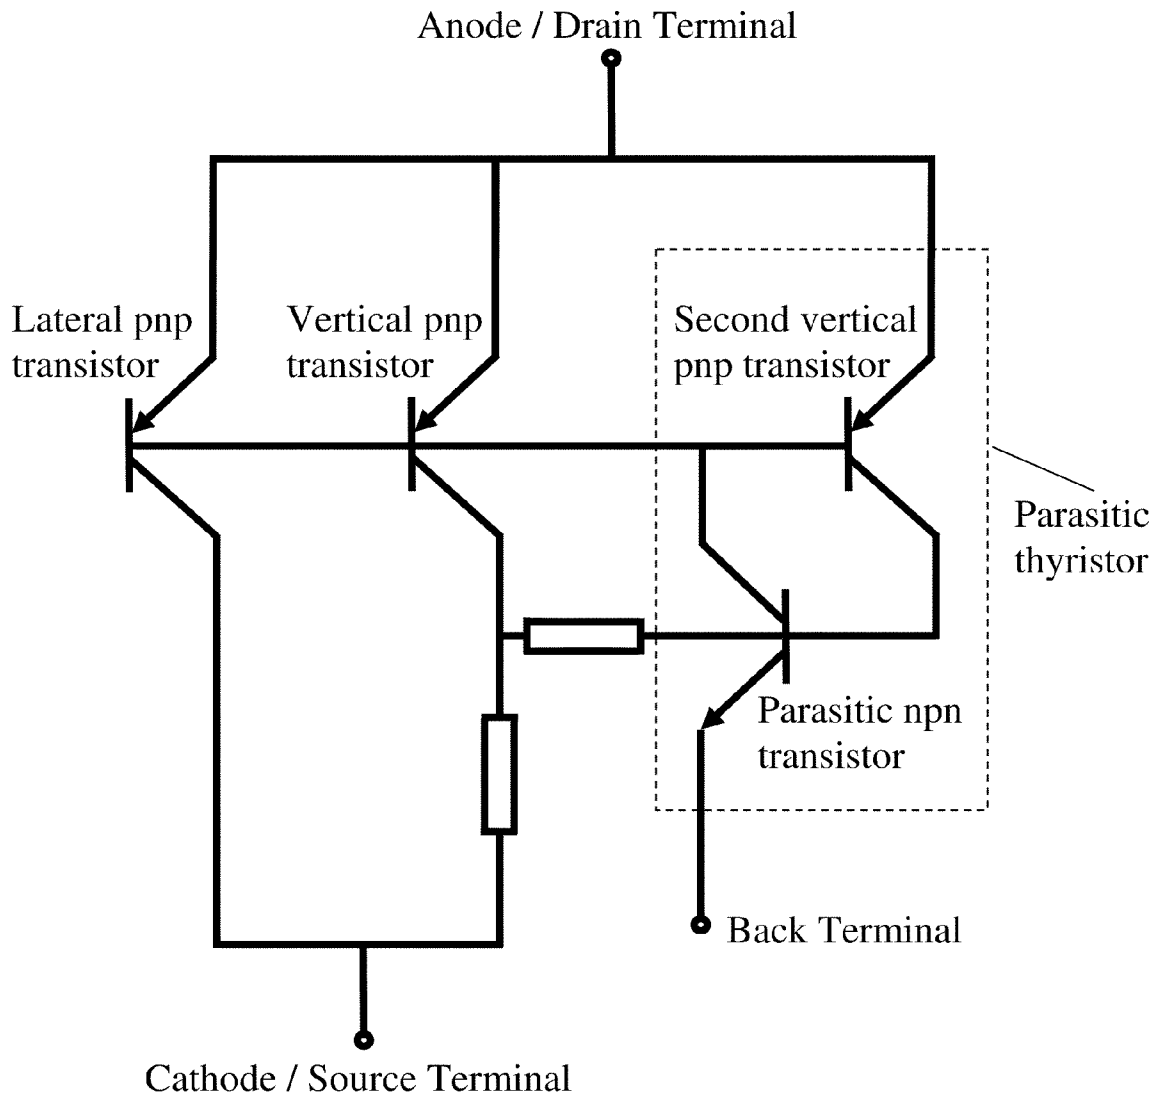 Anode / Drain Terminal
Lateral pnp
transistor
Vertical pnp
transistor
Second vertical
pnp transistor
Parasitic
thyristor
Parasitic npn
transistor
Back Terminal
Cathode / Source Terminal